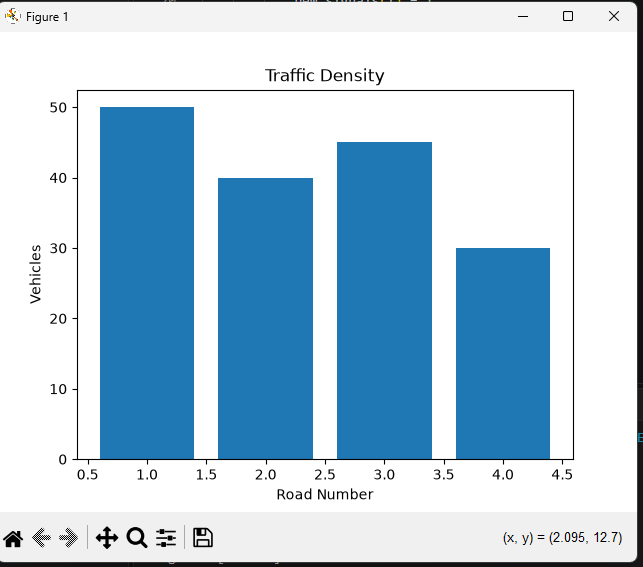 Figure 1
Traffic Density
50
40
30
20
10
0
Vehicles
0.5 1.0 1.5 2.0 2.5 3.0 3.5 4.0 4.5
Road Number
(x, y) = (2.095, 12.7)